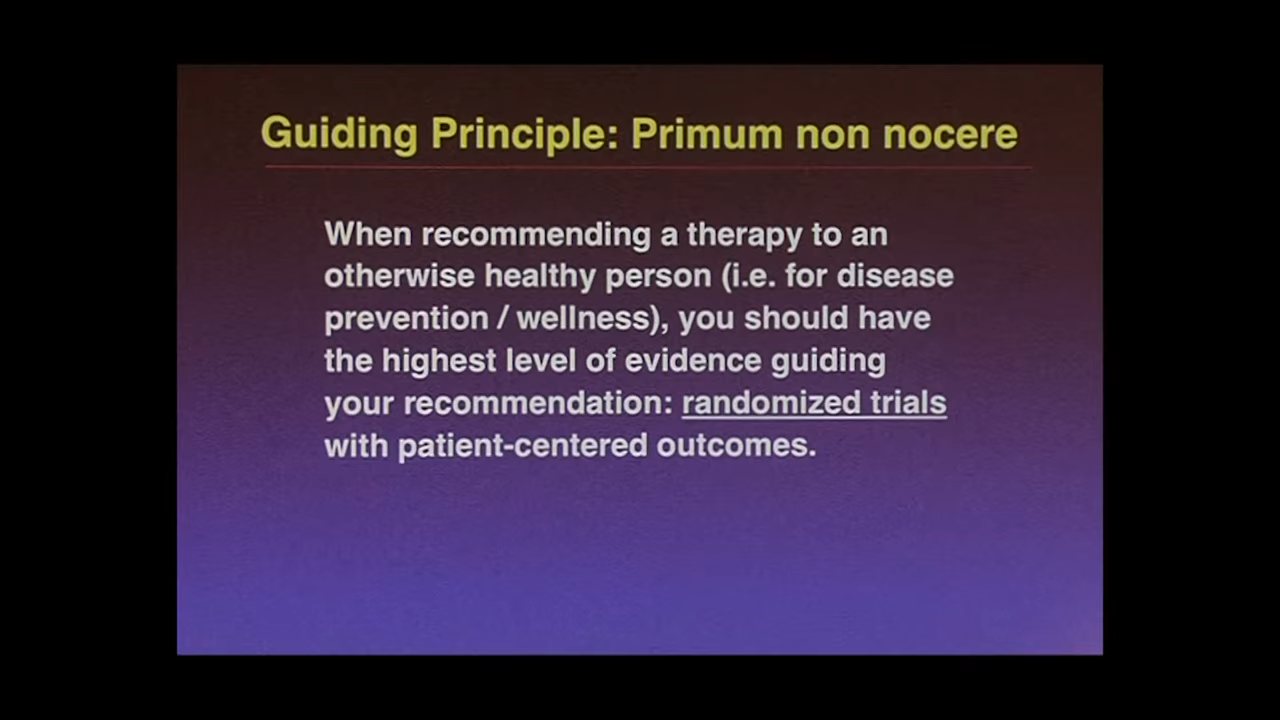 Guiding Principle: Primum non nocere
When recommending a therapy to an
otherwise healthy person (i.e. for disease
prevention / wellness), you should have
the highest level of evidence guiding
your recommendation: randomized trials
with patient-centered outcomes.